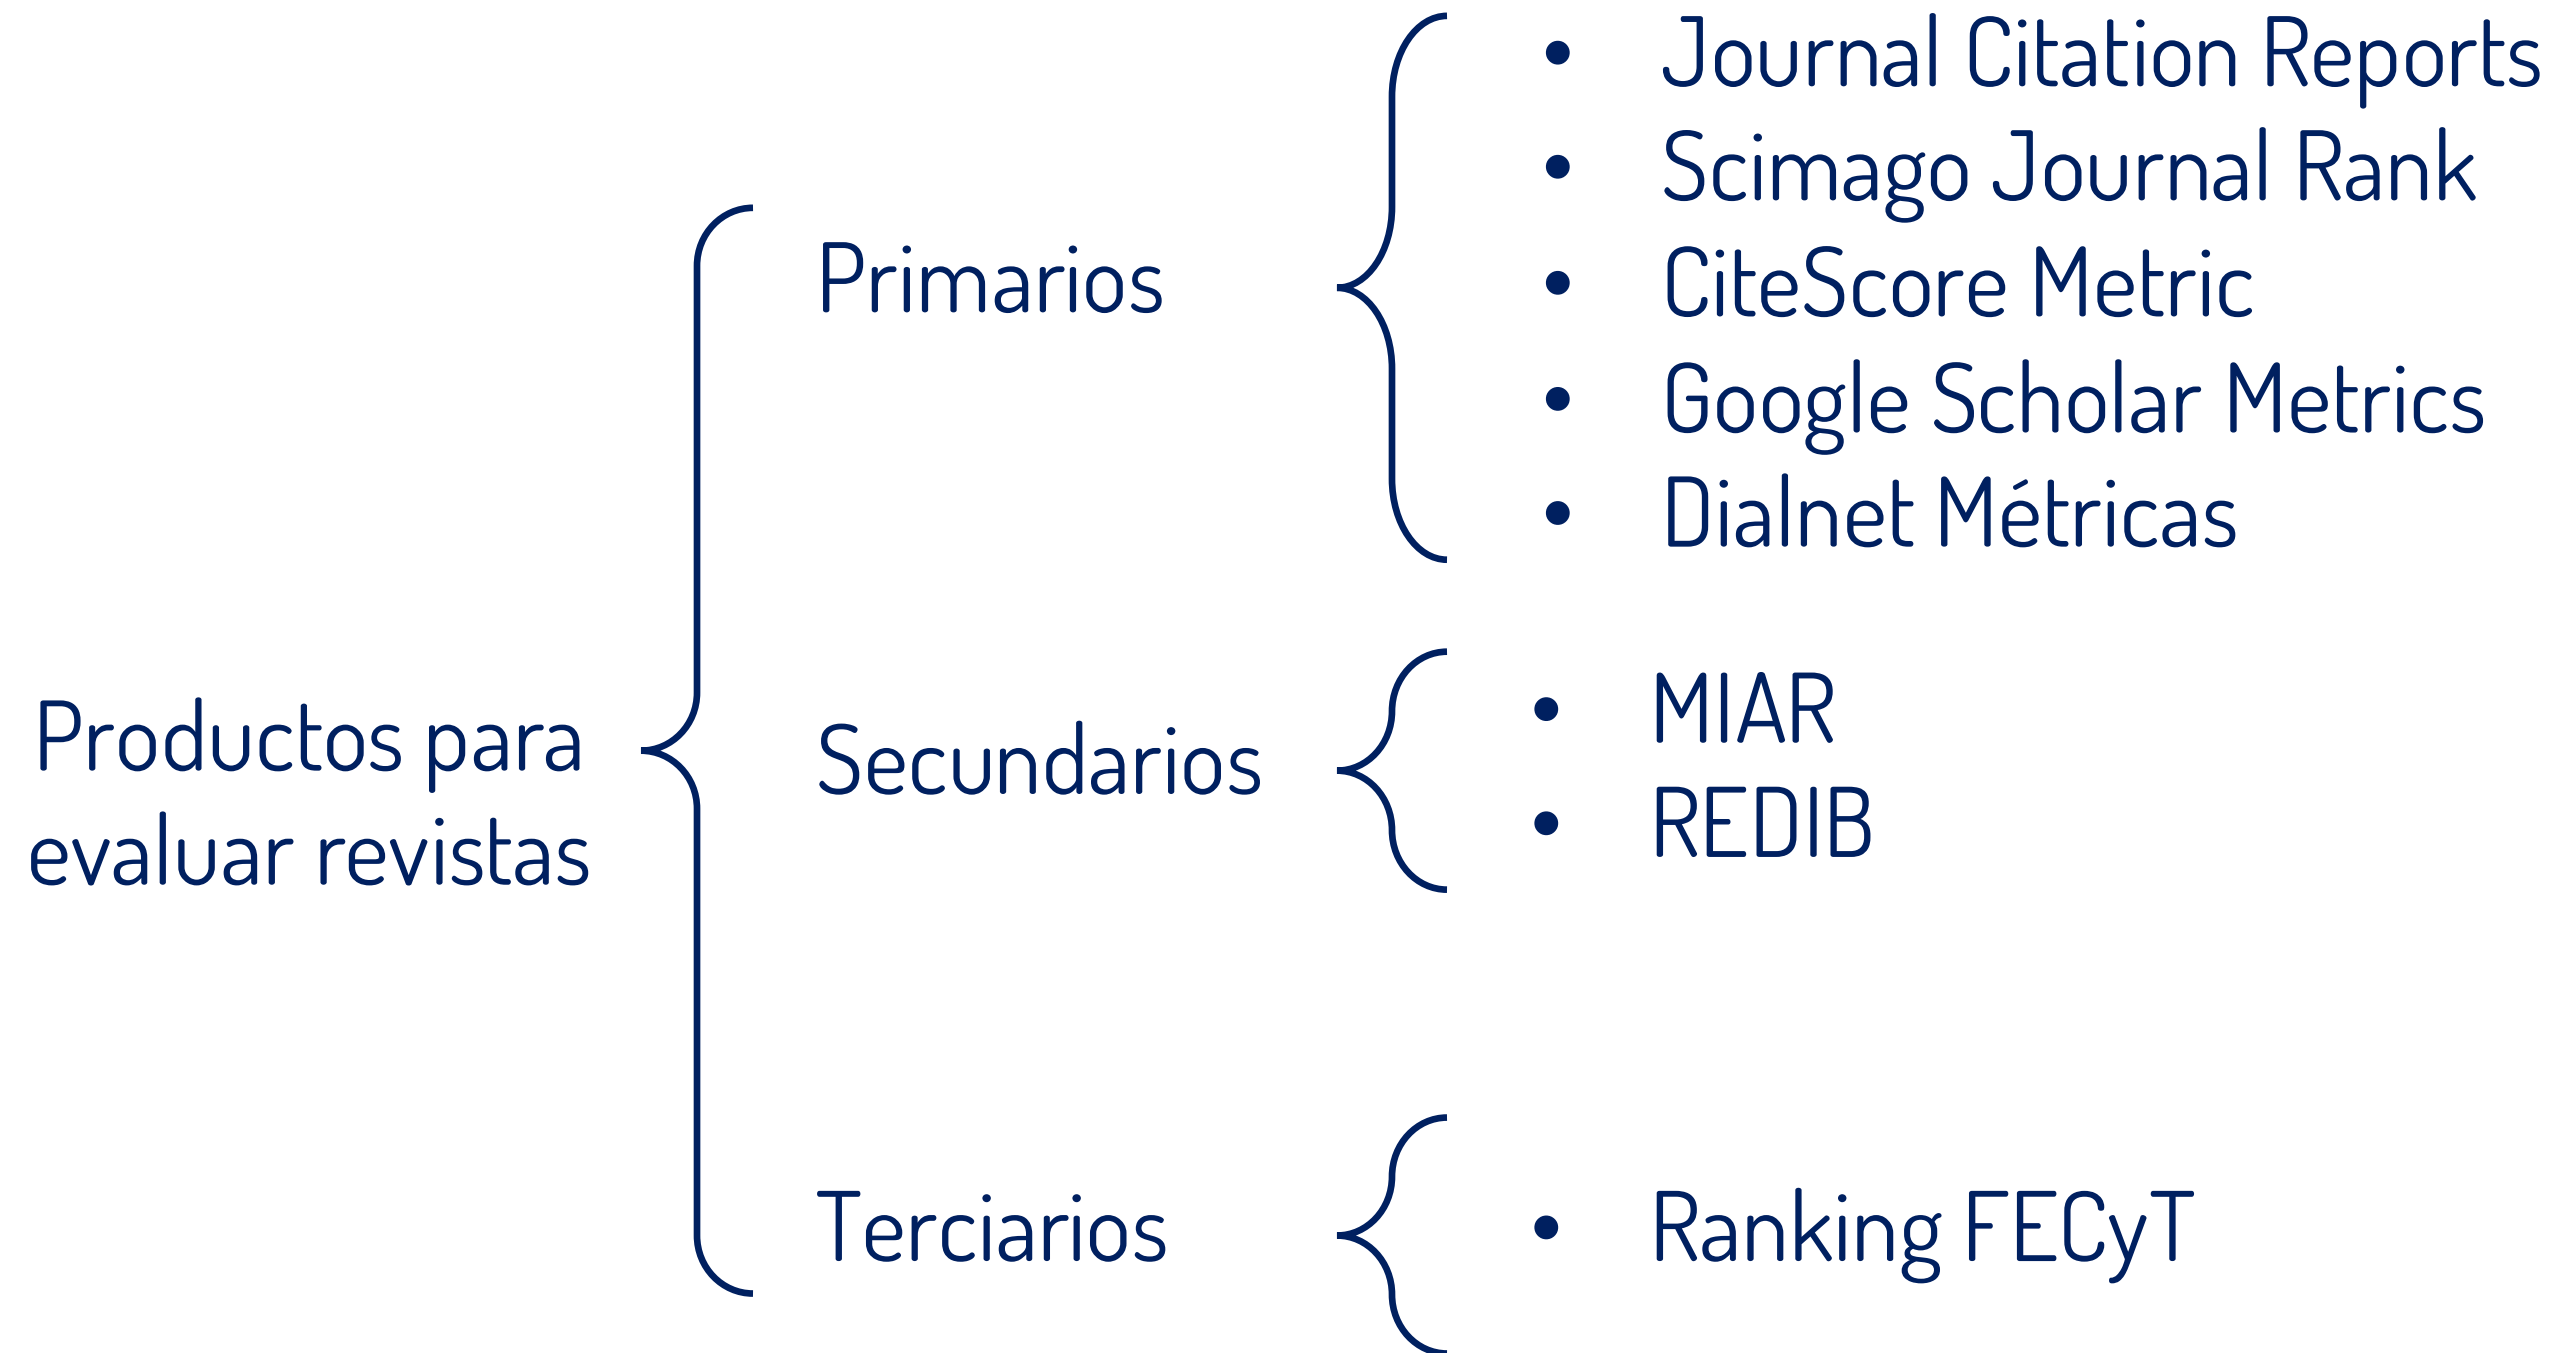 Productos para
evaluar revistas
Primarios
• Journal Citation Reports
• Scimago Journal Rank
• CiteScore Metric
• Google Scholar Metrics
• Dialnet Métricas
Secundarios
• MIAR
• REDIB
Terciarios
• Ranking FECyT